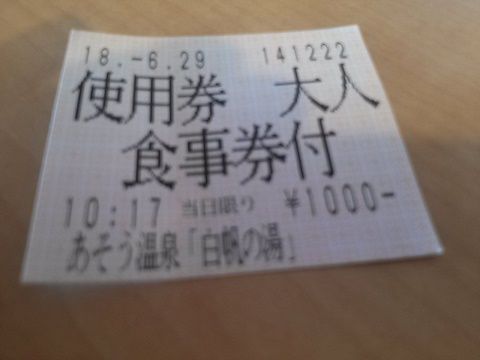 18.-6.29 141222
使用券 大人
食事券付
10:17 当日限り ¥1000-
あそう温泉「白帆の湯」